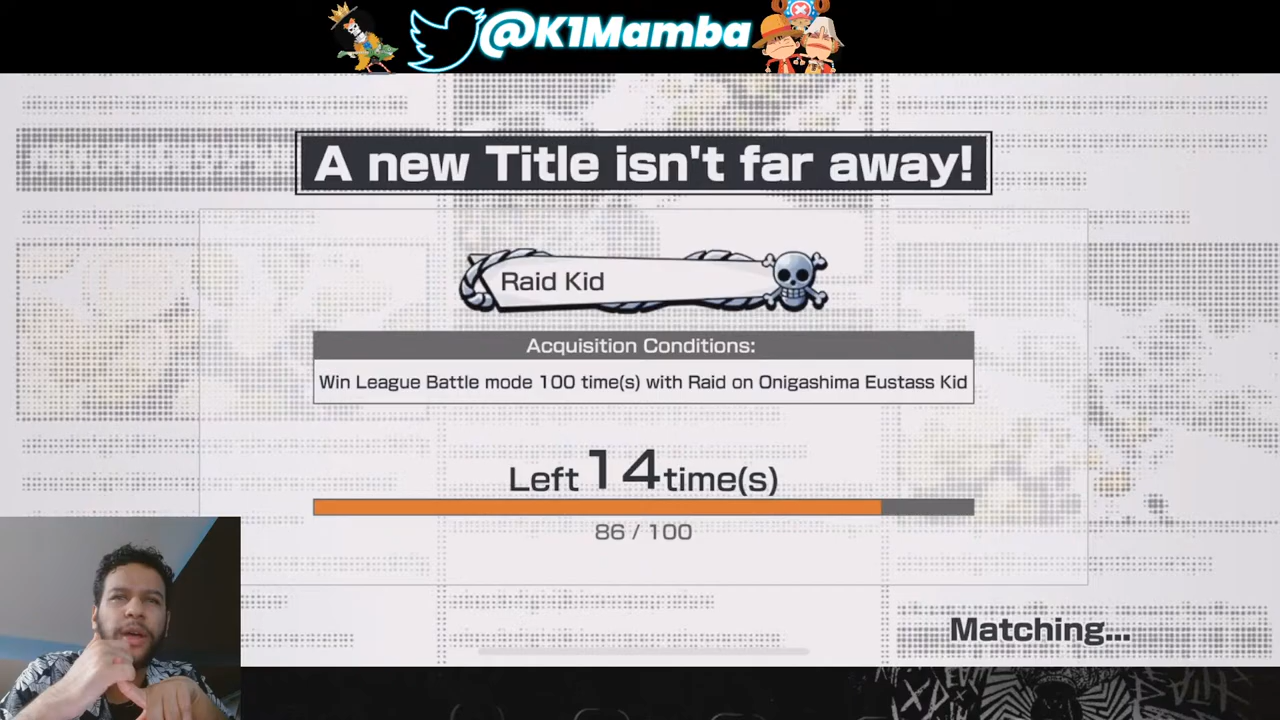 @K1Mamba
A new Title isn't far away!
Raid Kid
Acquisition Conditions:
Win League Battle mode 100 time(s) with Raid on Onigashima Eustass Kid
Left 14 time(s)
86 / 100
Matching...